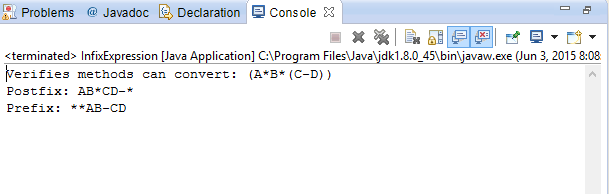 Problems @ Javadoc Declaration Console
<terminated> InfixExpression [Java Application] C:\Program Files\Java\jdk1.8.0_45\bin\javaw.exe (Jun 3, 2015 8:08:
Verifies methods can convert: (A*B*(C-D))
Postfix: AB*CD-*
Prefix: **AB-CD